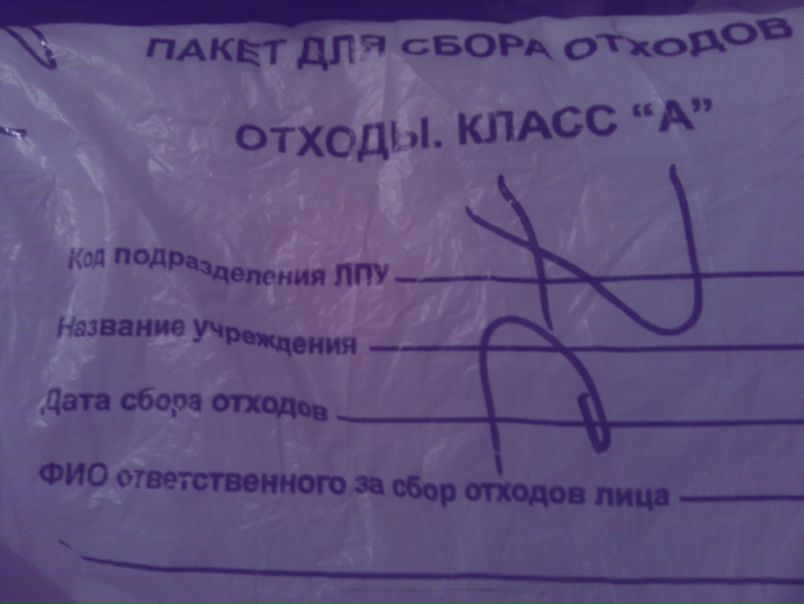 ПАКЕТ ДЛЯ СБОРА ОТХОДОВ
ОТХОДЫ. КЛАСС “А”
Код подразделения ЛПУ
Название учреждения
Дата сбора отходов
ФИО ответственного за сбор отходов лица